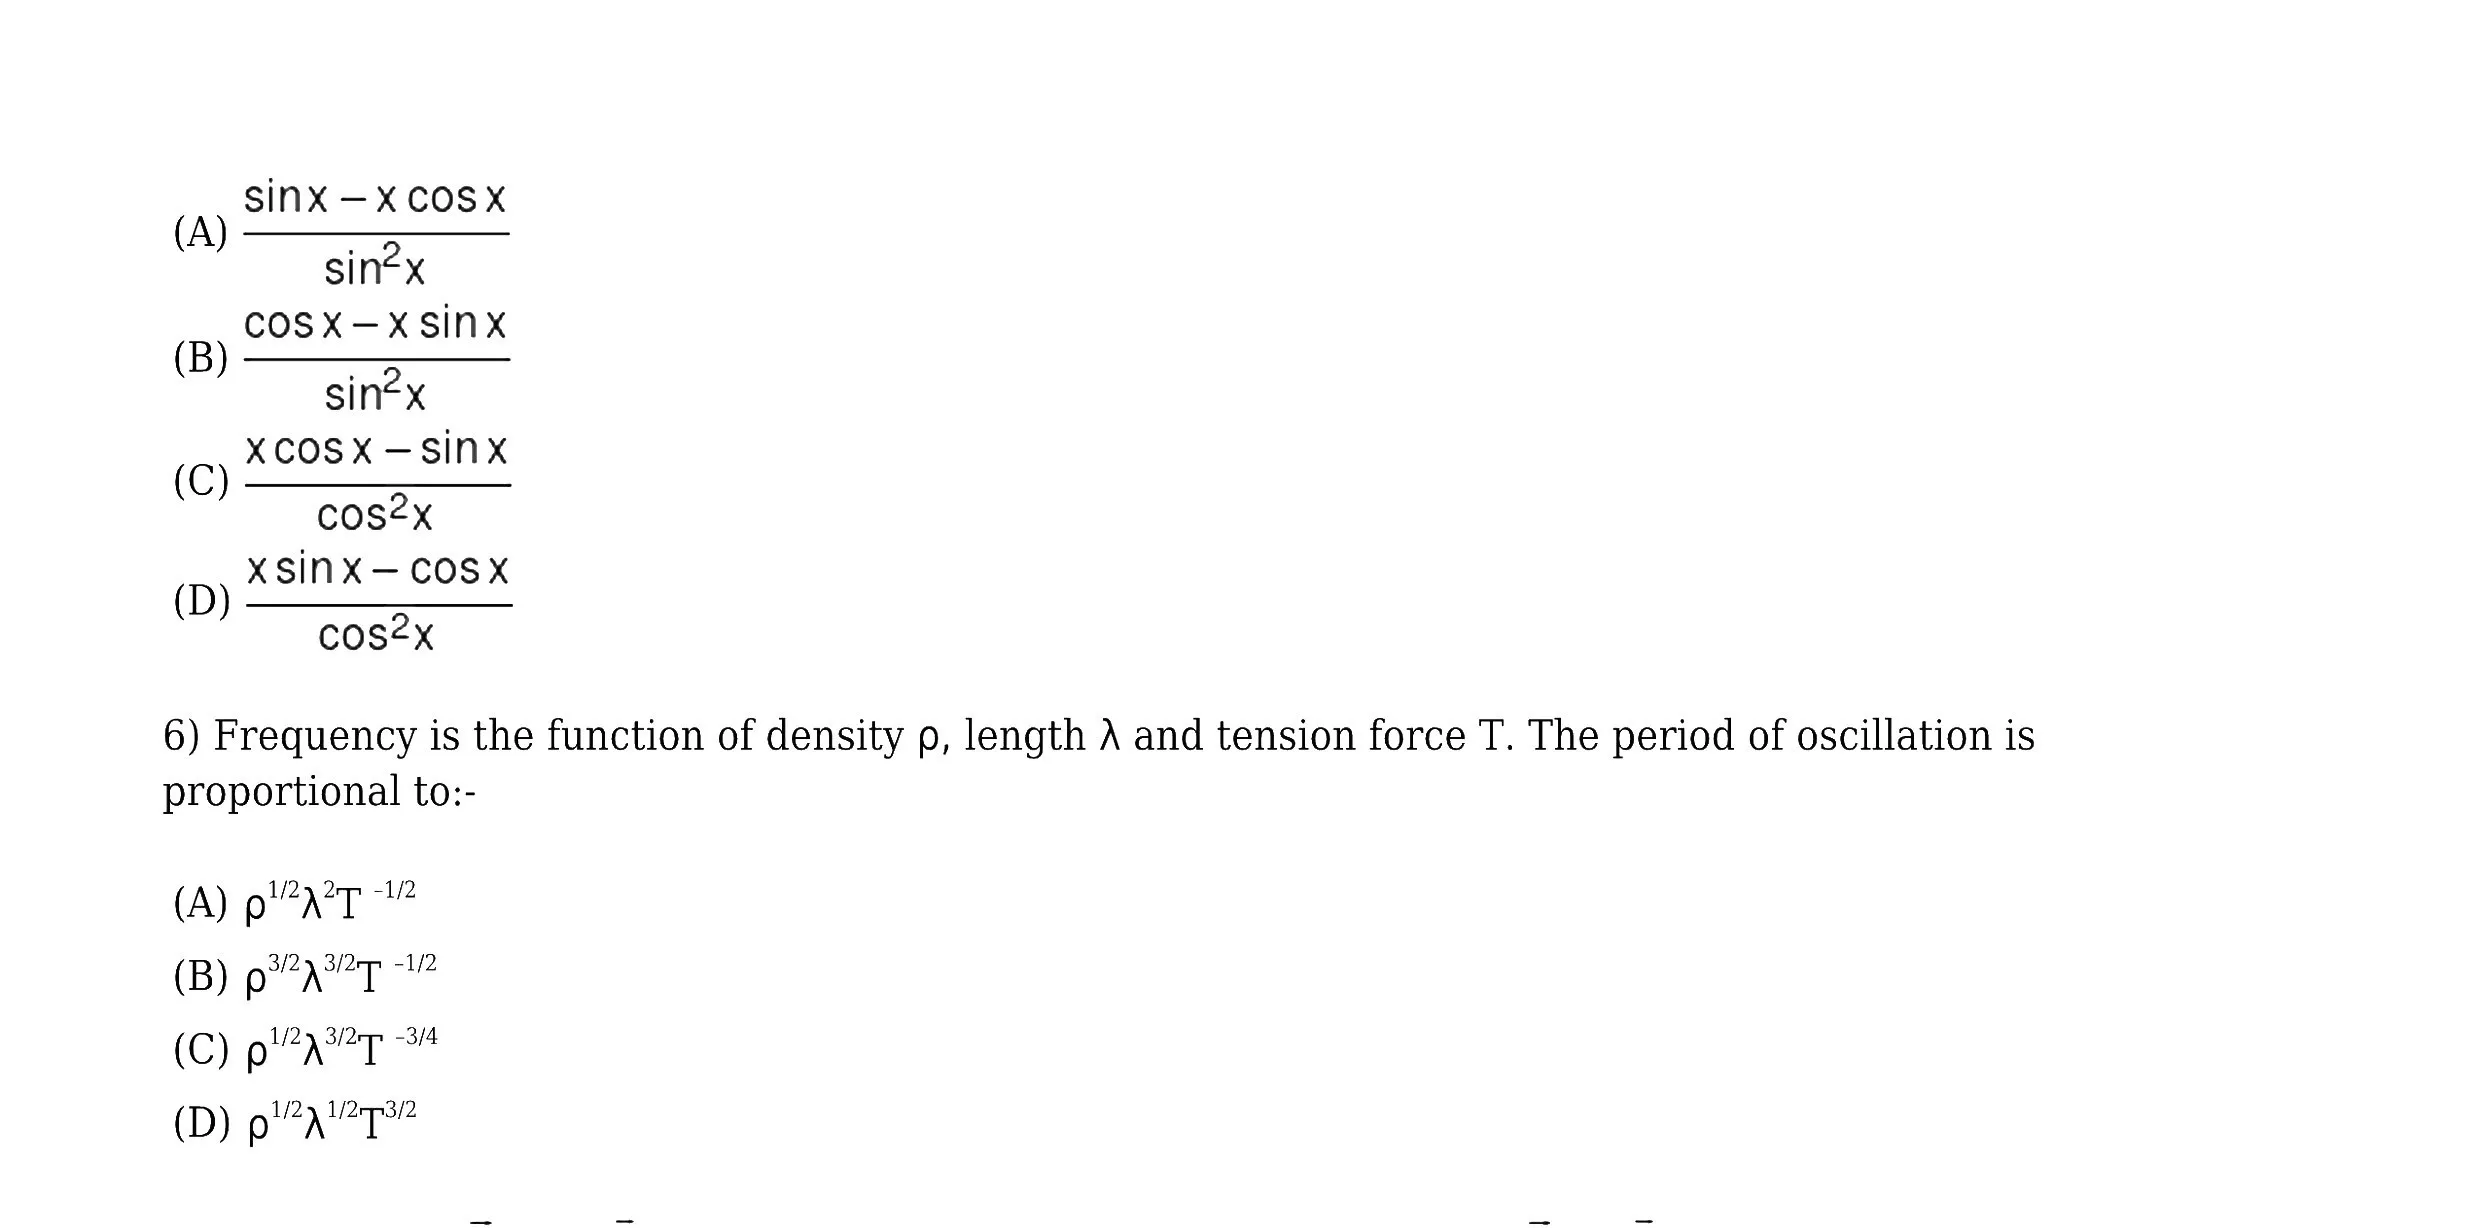 (A) sin x – x cos x / sin²x
(B) cos x – x sin x / sin²x
(C) x cos x – sin x / cos²x
(D) x sin x – cos x / cos²x
6) Frequency is the function of density ρ, length λ and tension force T. The period of oscillation is
proportional to:-
(A) ρ^1/2 λ^2 T^–1/2
(B) ρ^3/2 λ^3/2 T^–1/2
(C) ρ^1/2 λ^3/2 T^–3/4
(D) ρ^1/2 λ^1/2 T^3/2